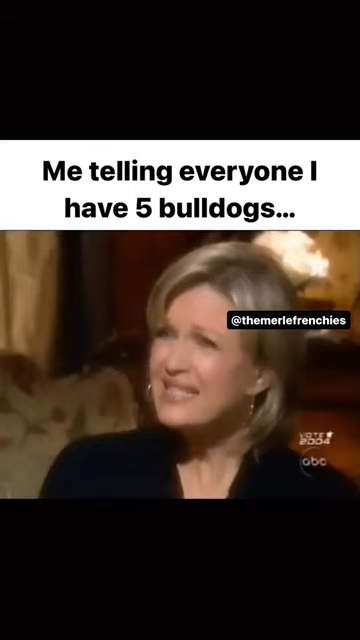 Me telling everyone I
have 5 bulldogs...
@themerlefrenchies
VOTE
2004
abc